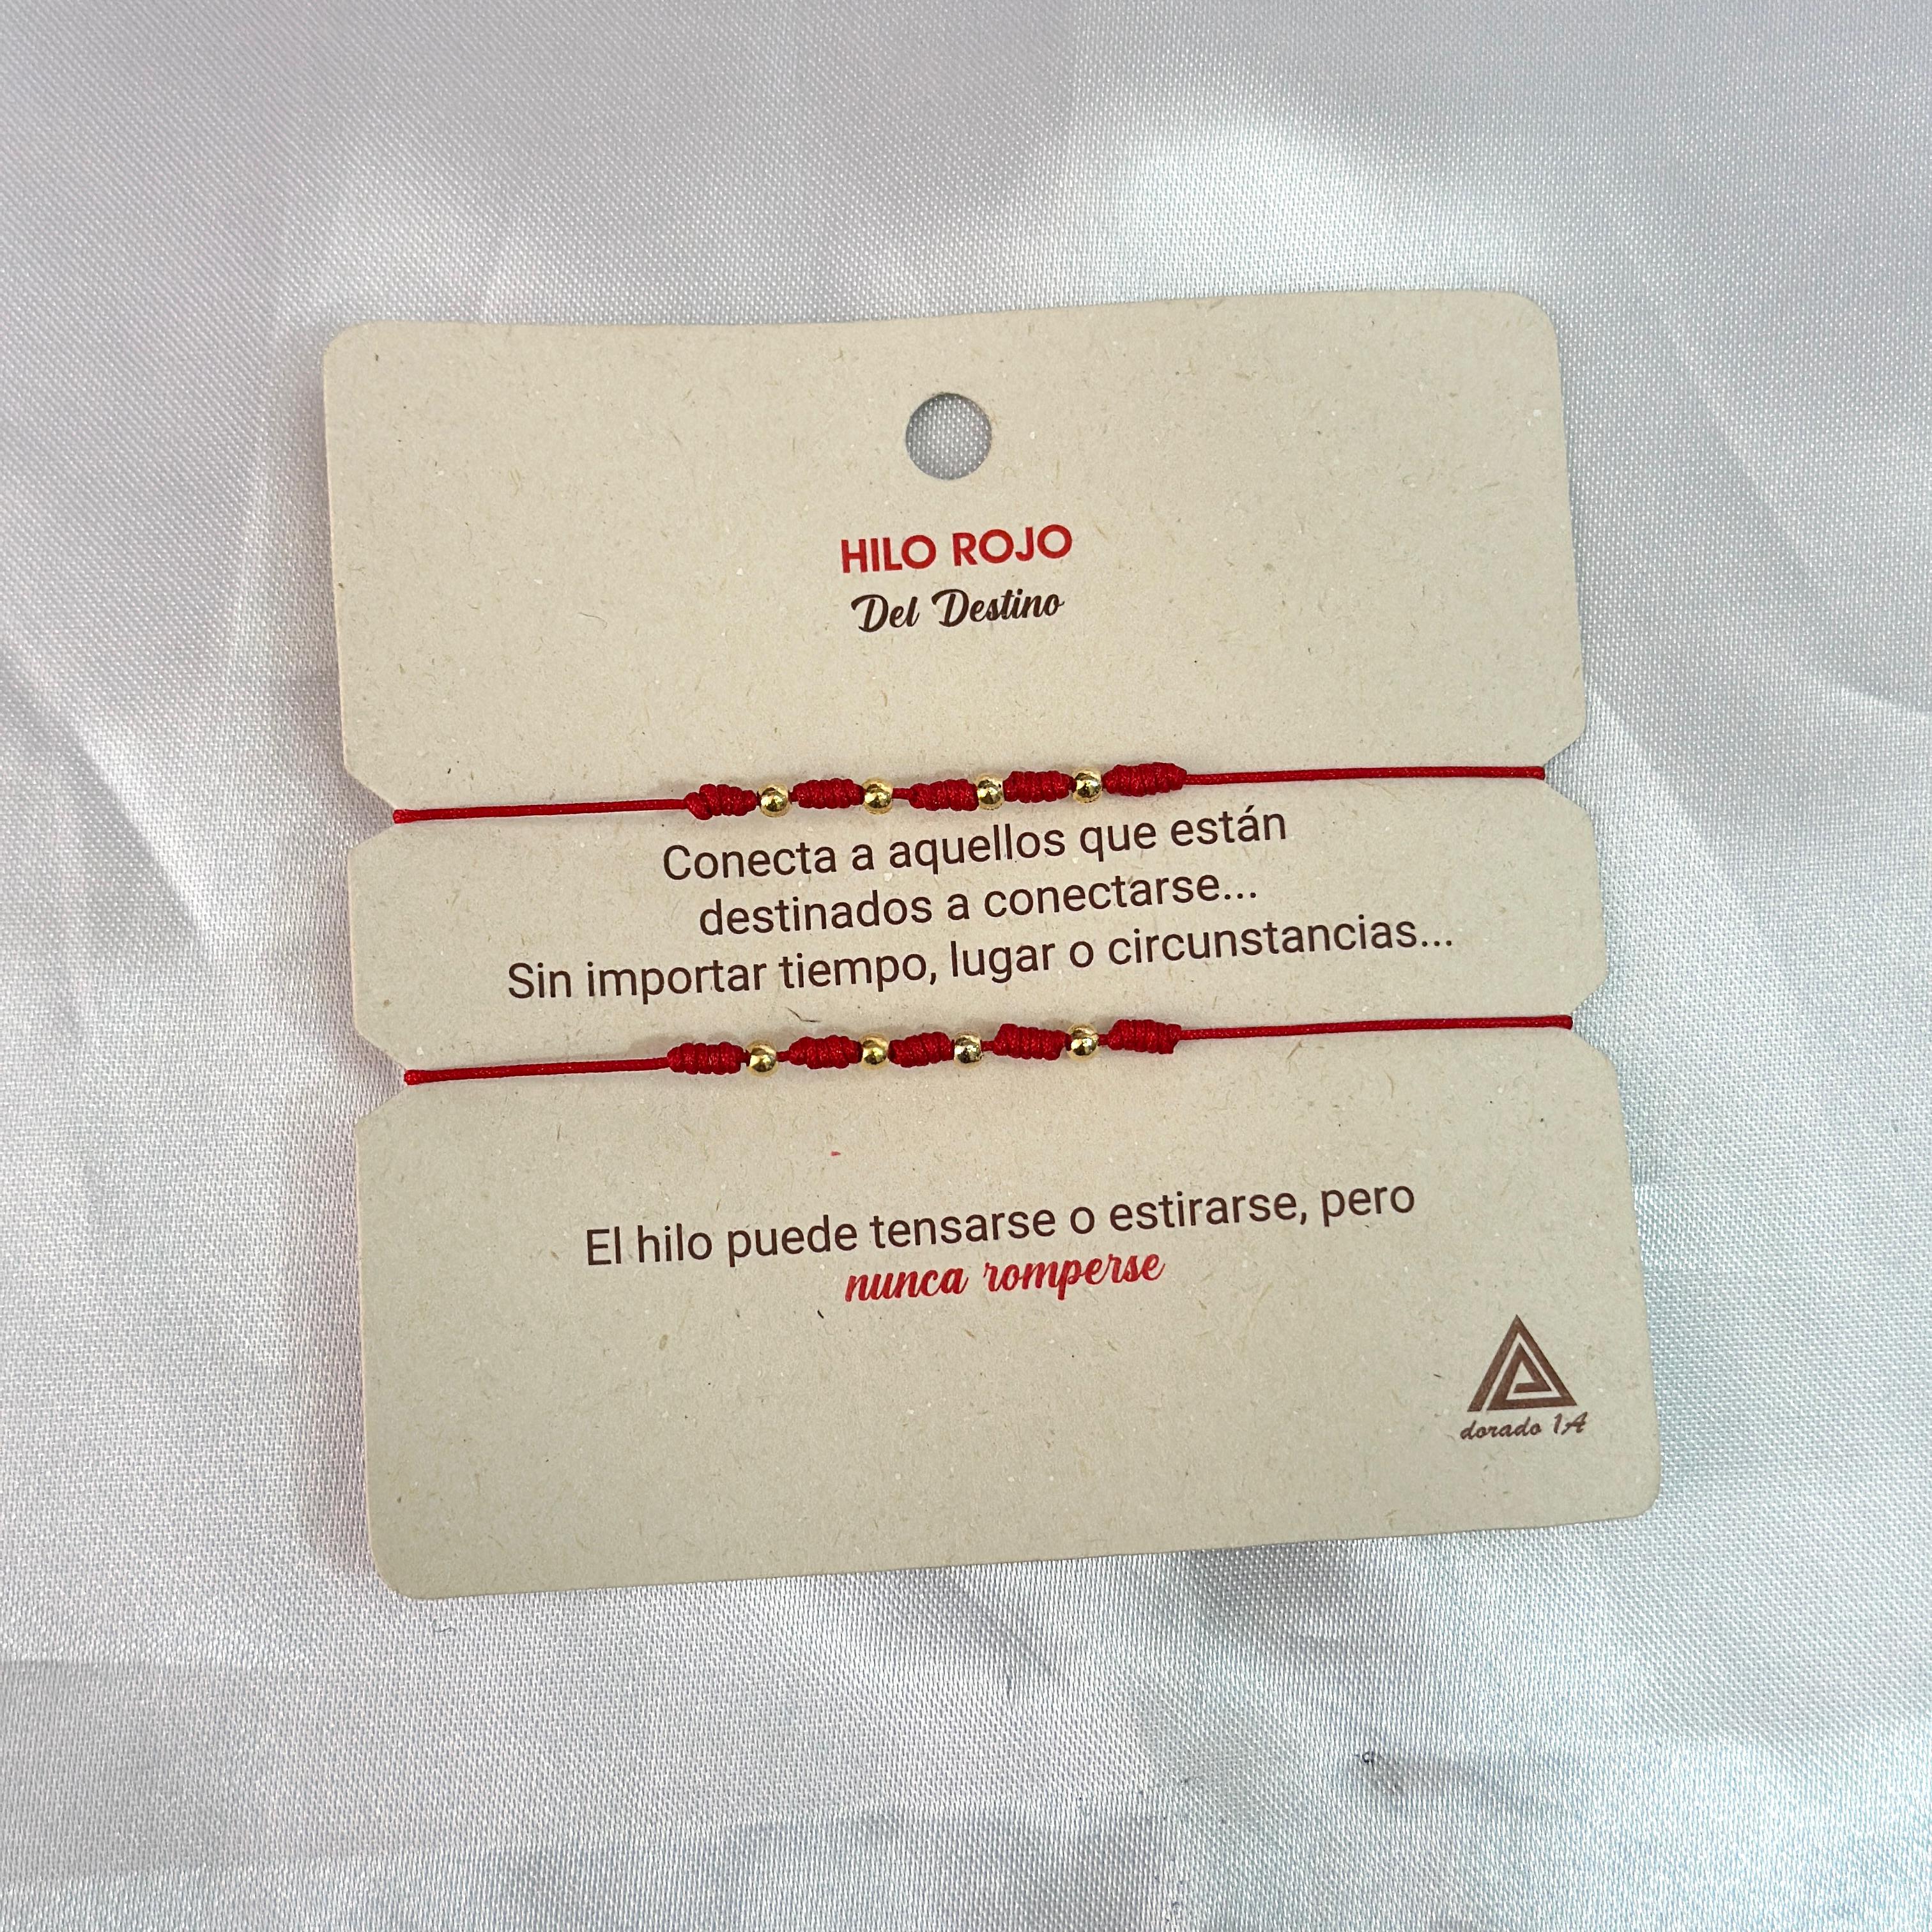 HILO ROJO
Del Destino
Conecta a aquellos que están
destinados a conectarse...
Sin importar tiempo, lugar o circunstancias...
El hilo puede tensarse o estirarse, pero
nunca romperse
dorado 1A